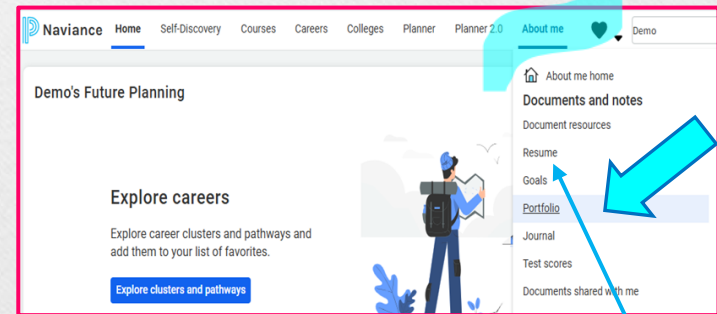 Naviance Home Self-Discovery Courses Careers Colleges Planner Planner 2.0 About me Demo
Demo's Future Planning
Explore careers
Explore career clusters and pathways and
add them to your list of favorites.
Explore clusters and pathways
About me home
Documents and notes
Document resources
Resume
Goals
Portfolio
Journal
Test scores
Documents shared with me